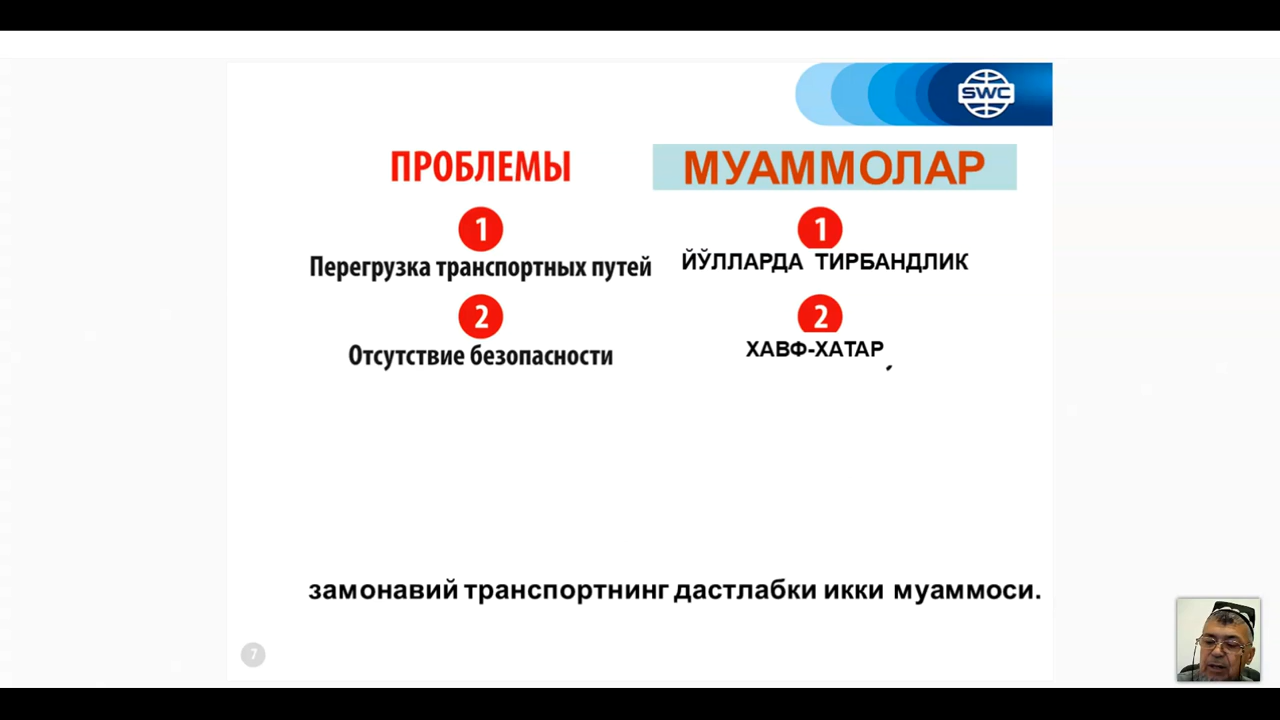 SWC
ПРОБЛЕМЫ
1
Перегрузка транспортных путей
2
Отсутствие безопасности
МУАММОЛАР
1
ЙЎЛЛАРДА ТИРБАНДЛИК
2
ХАВФ-ХАТАР
замонавий транспортнинг дастлабки икки муаммоси.
7